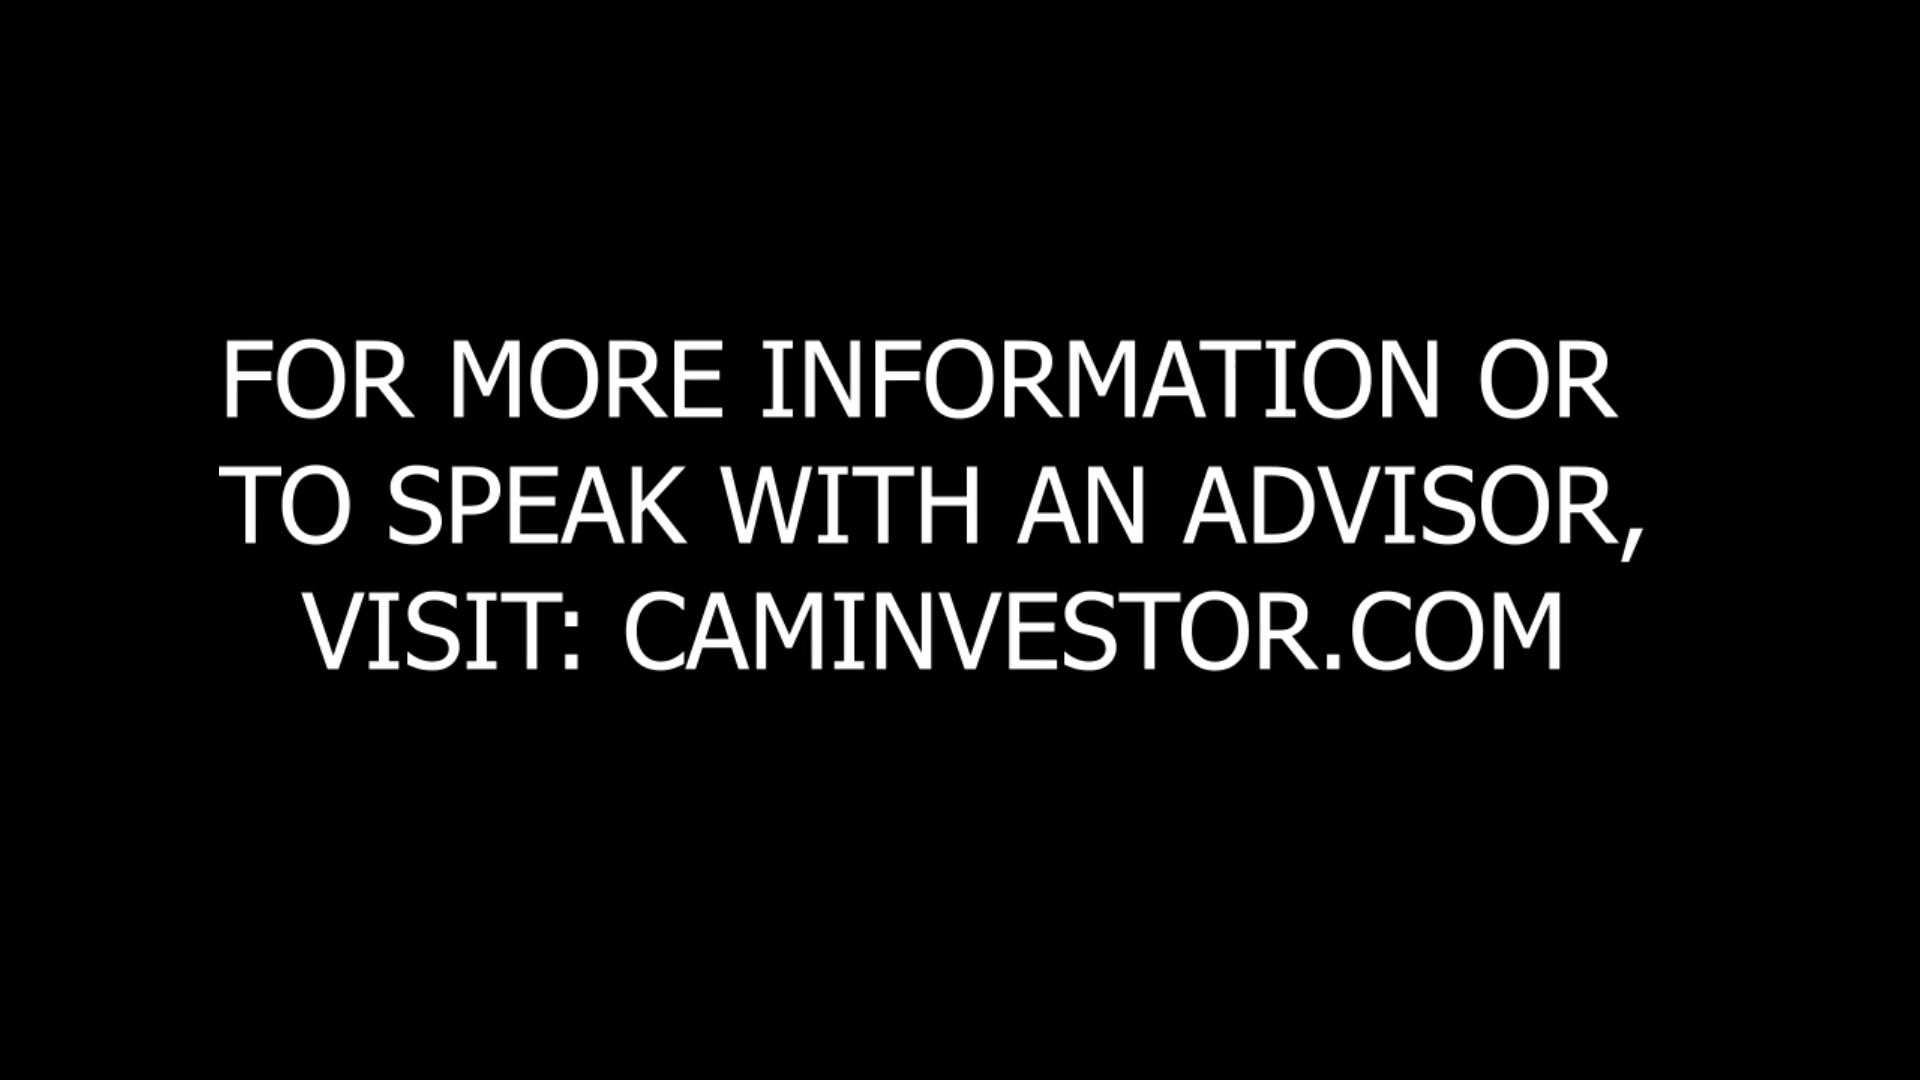 FOR MORE INFORMATION OR
TO SPEAK WITH AN ADVISOR,
VISIT: CAMINVESTOR.COM